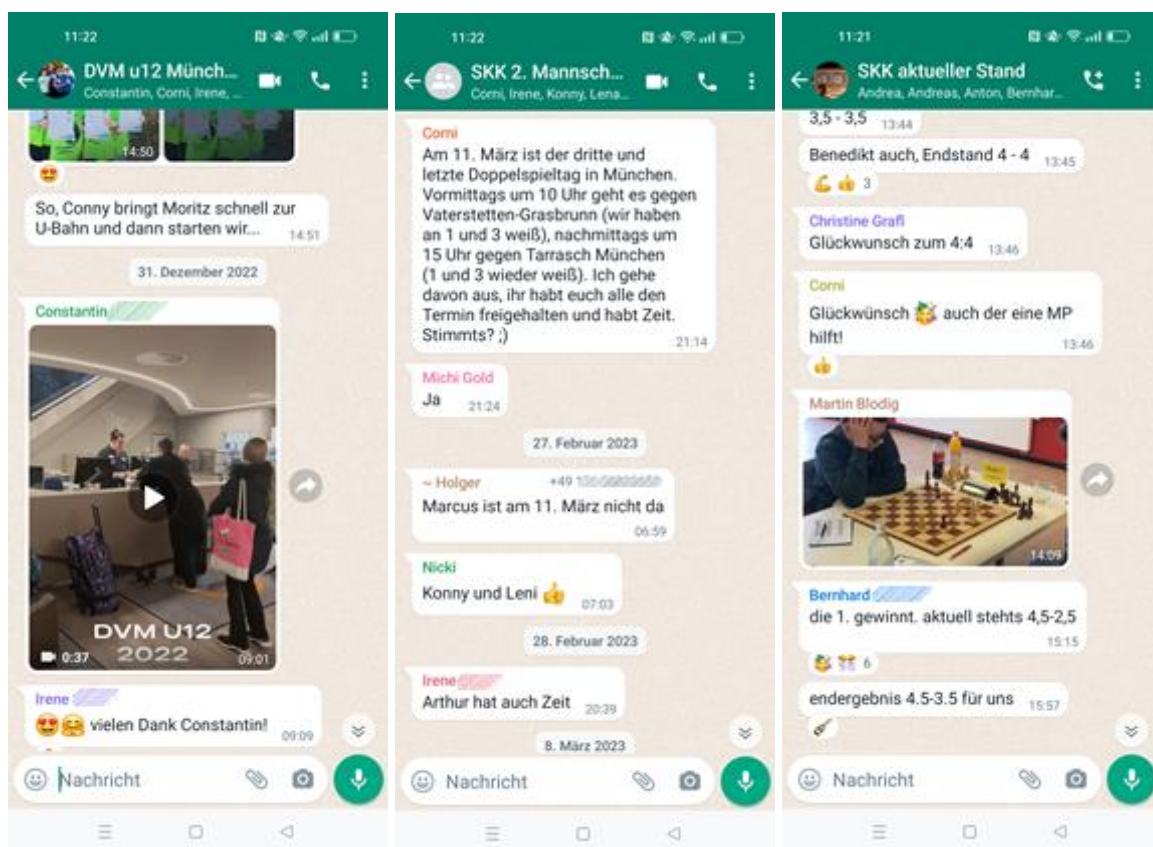 11:22
DVM u12 Münch...
Constantin, Corni, Irene, ...
14:50
So, Conny bringt Moritz schnell zur
U-Bahn und dann starten wir...
14:51
31. Dezember 2022
Constantin
DVM U12
2022
0:37
09:01
Irene
vielen Dank Constantin!
09:09
Nachricht
11:22
SKK 2. Mannsch...
Corni, Irene, Konny, Lena...
Corni
Am 11. März ist der dritte und
letzte Doppelspieltag in München.
Vormittags um 10 Uhr geht es gegen
Vaterstetten-Grasbrunn (wir haben
an 1 und 3 weiß), nachmittags um
15 Uhr gegen Tarrasch München
(1 und 3 wieder weiß). Ich gehe
davon aus, ihr habt euch alle den
Termin freigehalten und habt Zeit.
Stimmts? ;)
21:14
Michi Gold
Ja
21:24
27. Februar 2023
~ Holger +49
Marcus ist am 11. März nicht da
06:59
Nicki
Konny und Leni
07:03
28. Februar 2023
Irene
Arthur hat auch Zeit
20:39
8. März 2023
Nachricht
11:21
SKK aktueller Stand
Andrea, Andreas, Anton, Bernhar...
3,5 - 3,5
13:44
Benedikt auch, Endstand 4 - 4
13:45
3
Christine Grafl
Glückwunsch zum 4:4
13:46
Corni
Glückwünsch auch der eine MP
hilft!
13:46
Martin Blodig
14:09
Bernhard
die 1. gewinnt. aktuell stehts 4,5-2,5
15:15
6
endergebnis 4.5-3.5 für uns
15:57
Nachricht